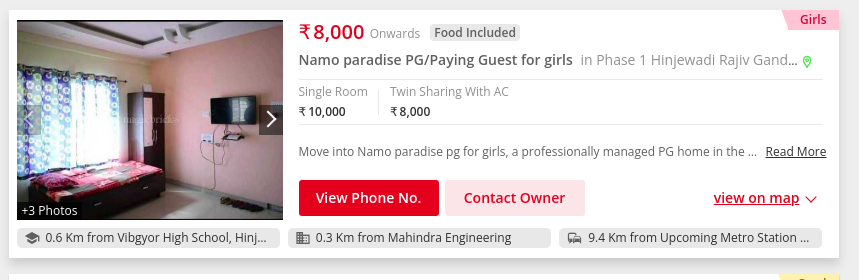 Girls
₹8,000 Onwards Food Included
Namo paradise PG/Paying Guest for girls in Phase 1 Hinjewadi Rajiv Gand...
Single Room Twin Sharing With AC
₹10,000 ₹8,000
Move into Namo paradise pg for girls, a professionally managed PG home in the ... Read More
+3 Photos
View Phone No. Contact Owner view on map
0.6 Km from Vibgyor High School, Hinj... 0.3 Km from Mahindra Engineering 9.4 Km from Upcoming Metro Station ...